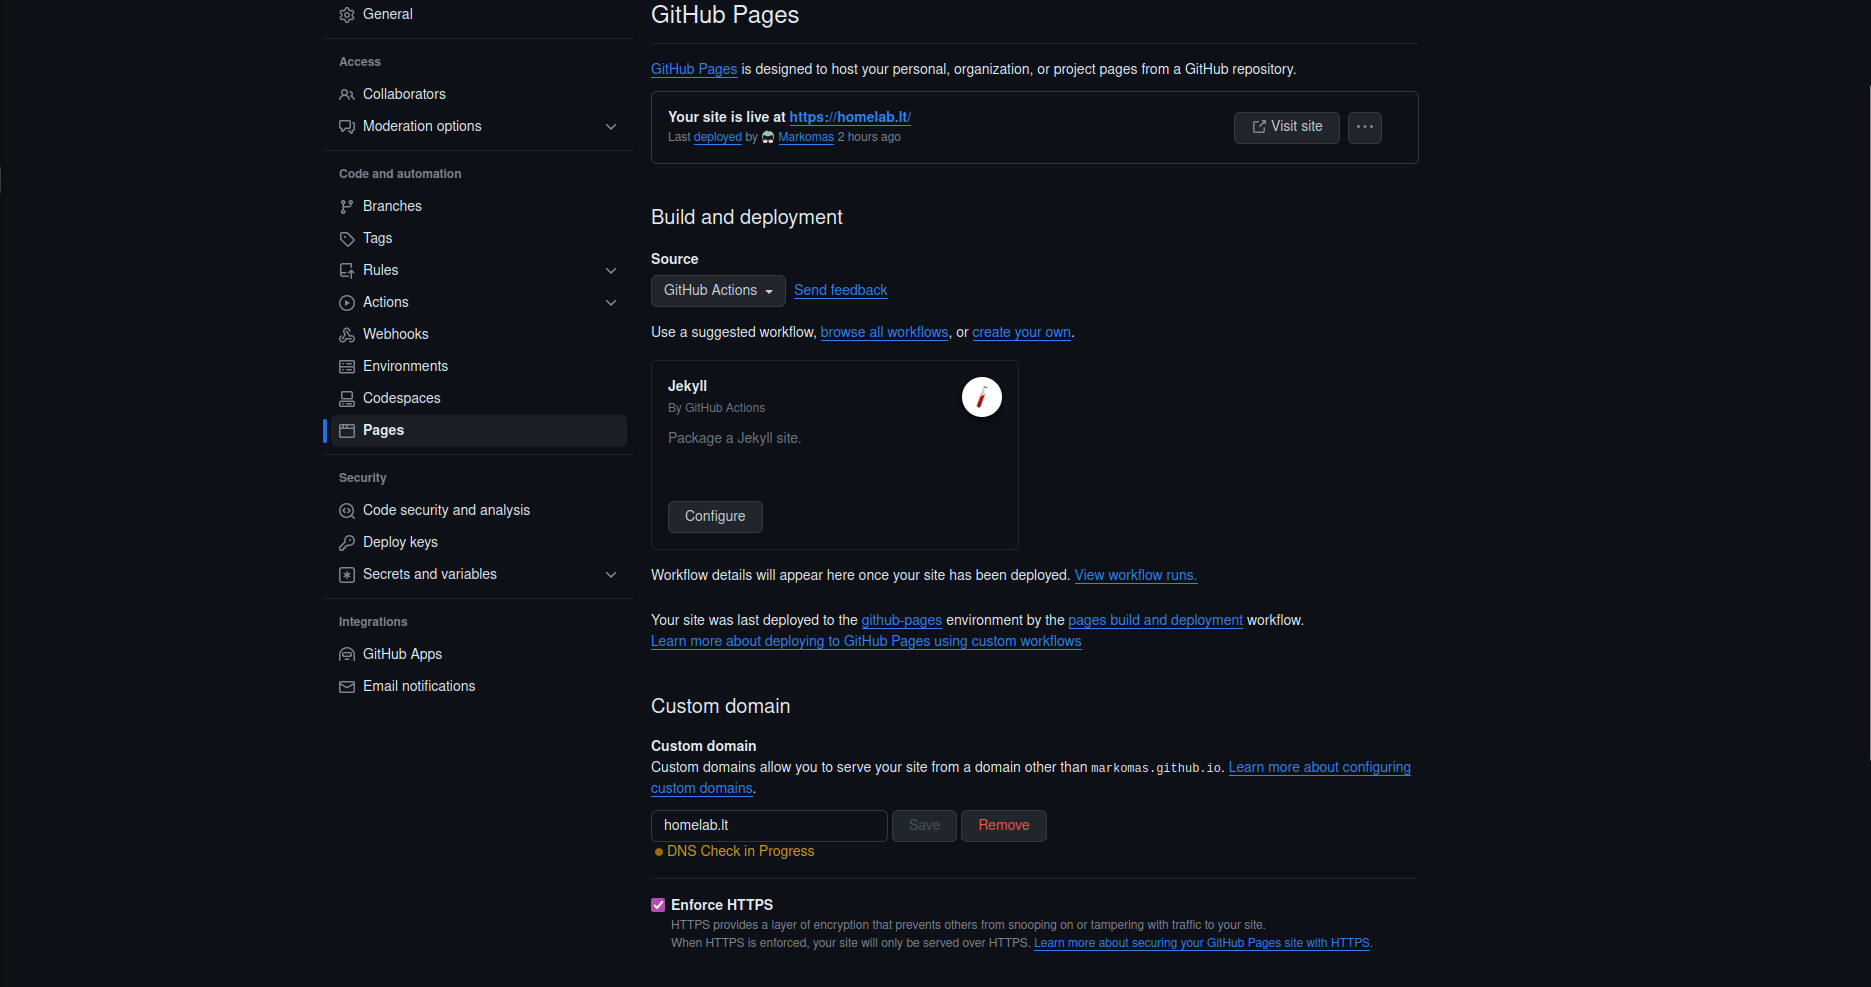 General
Access
Collaborators
Moderation options
Code and automation
Branches
Tags
Rules
Actions
Webhooks
Environments
Codespaces
Pages
Security
Code security and analysis
Deploy keys
Secrets and variables
Integrations
GitHub Apps
Email notifications
GitHub Pages
GitHub Pages is designed to host your personal, organization, or project pages from a GitHub repository.
Your site is live at https://homelab.lt/
Last deployed by Markomas 2 hours ago
Visit site
Build and deployment
Source
GitHub Actions Send feedback
Use a suggested workflow, browse all workflows, or create your own.
Jekyll
By GitHub Actions
Package a Jekyll site.
Configure
Workflow details will appear here once your site has been deployed. View workflow runs.
Your site was last deployed to the github-pages environment by the pages build and deployment workflow.
Learn more about deploying to GitHub Pages using custom workflows
Custom domain
Custom domain
Custom domains allow you to serve your site from a domain other than markomas.github.io. Learn more about configuring
custom domains.
homelab.lt Save Remove
DNS Check in Progress
Enforce HTTPS
HTTPS provides a layer of encryption that prevents others from snooping on or tampering with traffic to your site.
When HTTPS is enforced, your site will only be served over HTTPS. Learn more about securing your GitHub Pages site with HTTPS.